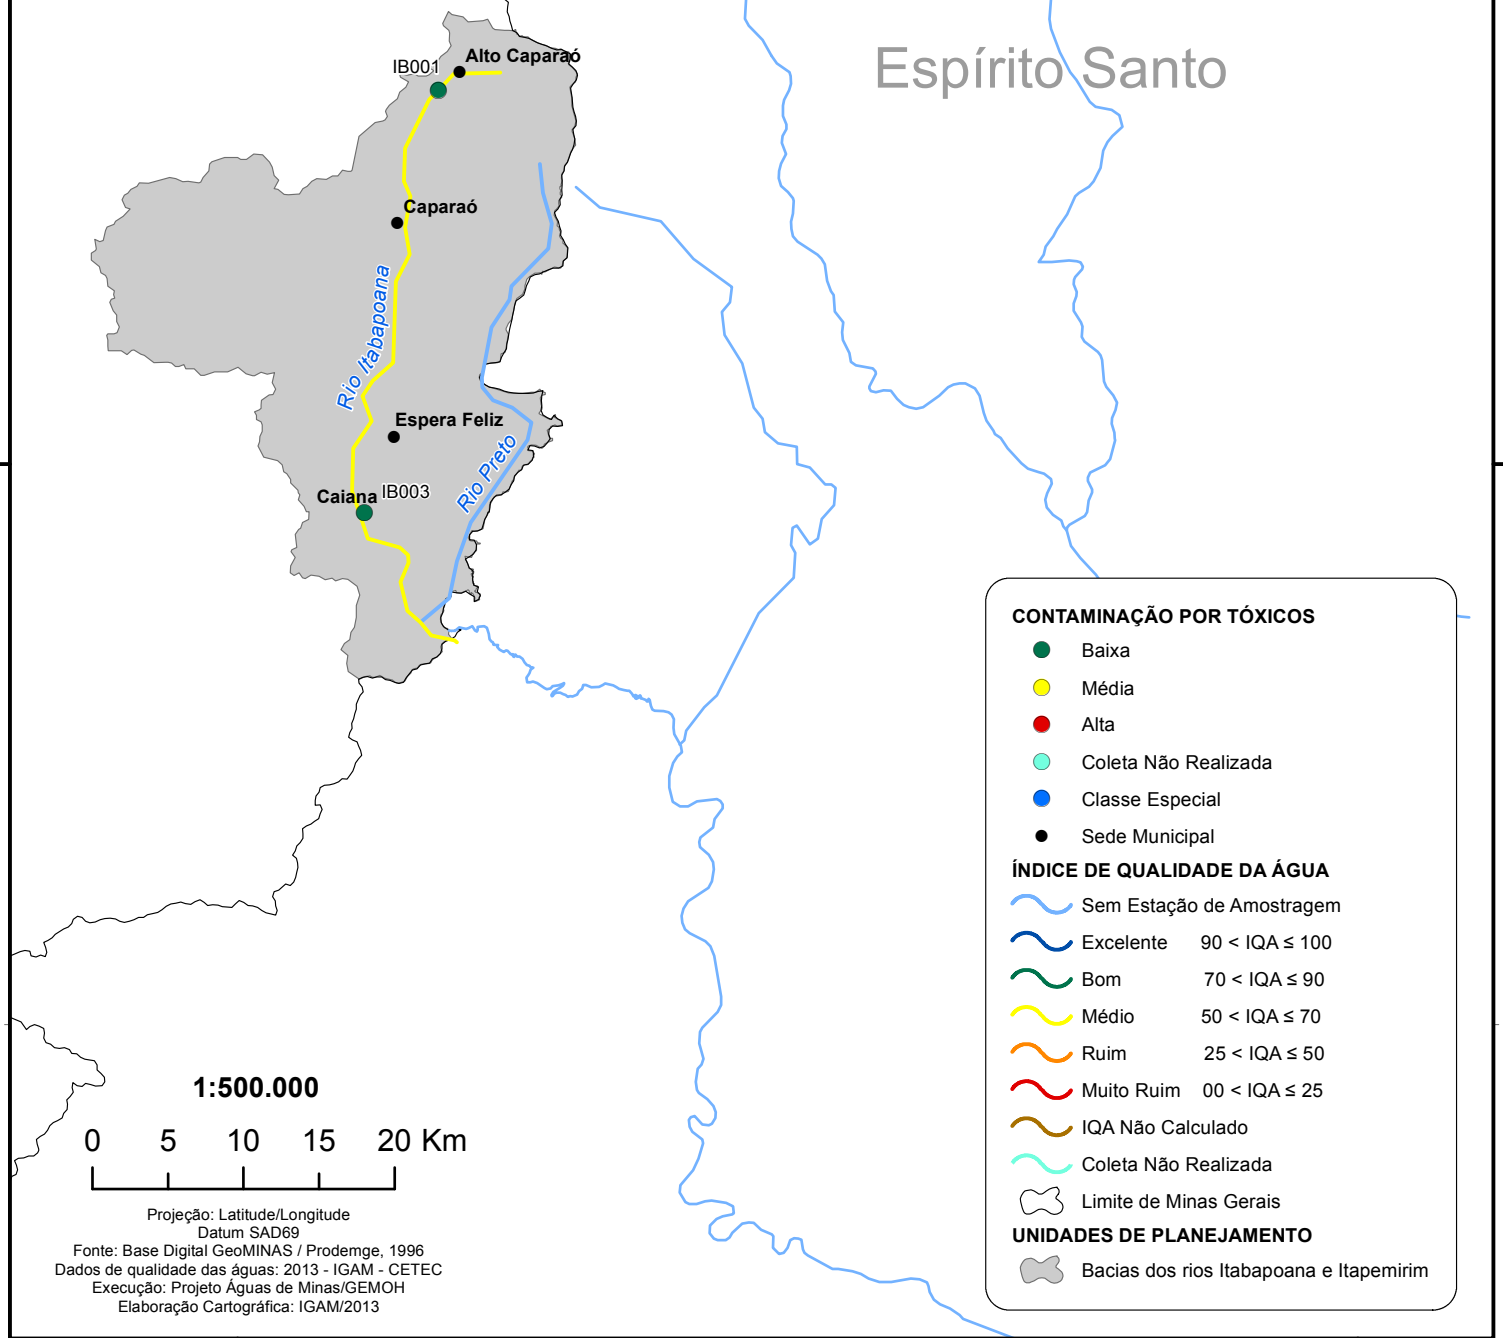 Espírito Santo
Alto Caparaó
IB001
Caparaó
Rio Itabapoana
Espera Feliz
Rio Preto
Caiana
IB003
CONTAMINAÇÃO POR TÓXICOS
Baixa
Média
Alta
Coleta Não Realizada
Classe Especial
Sede Municipal
ÍNDICE DE QUALIDADE DA ÁGUA
Sem Estação de Amostragem
Excelente 90 < IQA ≤ 100
Bom 70 < IQA ≤ 90
Médio 50 < IQA ≤ 70
Ruim 25 < IQA ≤ 50
Muito Ruim 00 < IQA ≤ 25
IQA Não Calculado
Coleta Não Realizada
Limite de Minas Gerais
UNIDADES DE PLANEJAMENTO
Bacias dos rios Itabapoana e Itapemirim
1:500.000
0 5 10 15 20 Km
Projeção: Latitude/Longitude
Datum SAD69
Fonte: Base Digital GeoMINAS / Prodemge, 1996
Dados de qualidade das águas: 2013 - IGAM - CETEC
Execução: Projeto Águas de Minas/GEMOH
Elaboração Cartográfica: IGAM/2013